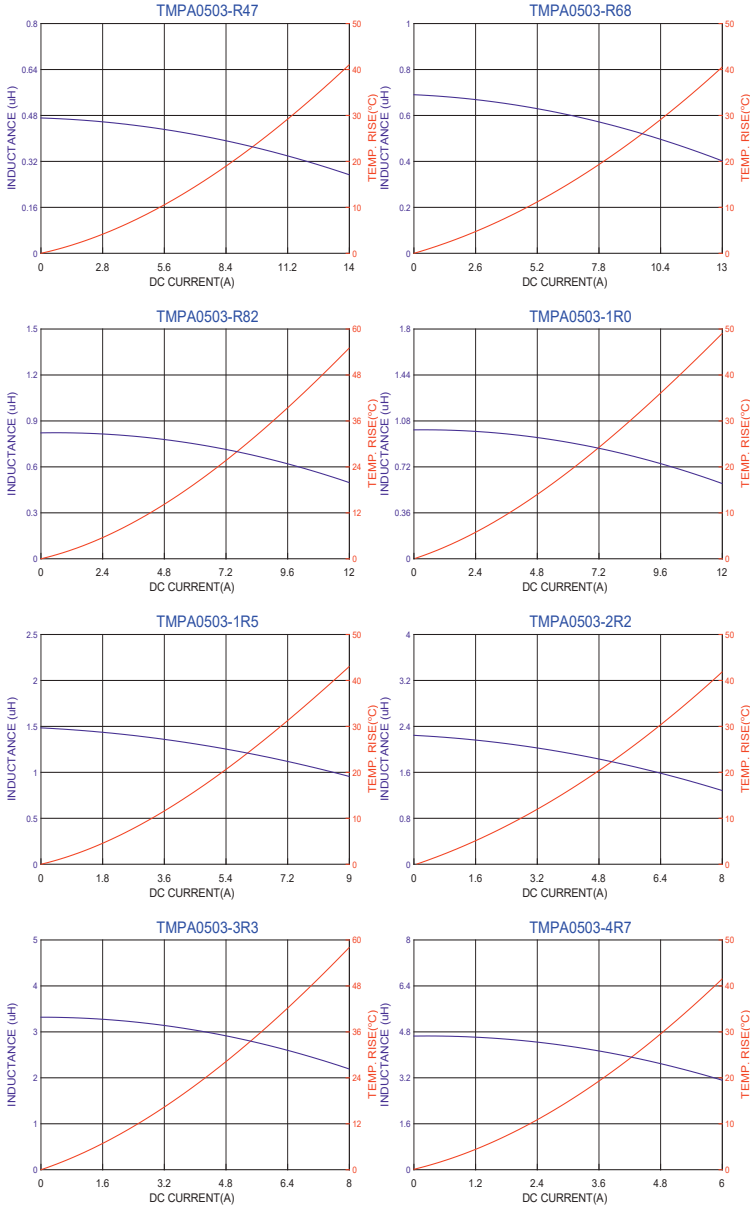 TMPA0503-R47
INDUCTANCE (uH)
0.8
0.64
0.48
0.32
0.16
0
50
40
30
20
10
0
TEMP. RISE(°C)
0 2.8 5.6 8.4 11.2 14
DC CURRENT(A)
TMPA0503-R68
INDUCTANCE (uH)
1
0.8
0.6
0.4
0.2
0
50
40
30
20
10
0
TEMP. RISE(°C)
0 2.6 5.2 7.8 10.4 13
DC CURRENT(A)
TMPA0503-R82
INDUCTANCE (uH)
1.5
1.2
0.9
0.6
0.3
0
60
48
36
24
12
0
TEMP. RISE(°C)
0 2.4 4.8 7.2 9.6 12
DC CURRENT(A)
TMPA0503-1R0
INDUCTANCE (uH)
1.8
1.44
1.08
0.72
0.36
0
50
40
30
20
10
0
TEMP. RISE(°C)
0 2.4 4.8 7.2 9.6 12
DC CURRENT(A)
TMPA0503-1R5
INDUCTANCE (uH)
2.5
2
1.5
1
0.5
0
50
40
30
20
10
0
TEMP. RISE(°C)
0 1.8 3.6 5.4 7.2 9
DC CURRENT(A)
TMPA0503-2R2
INDUCTANCE (uH)
4
3.2
2.4
1.6
0.8
0
50
40
30
20
10
0
TEMP. RISE(°C)
0 1.6 3.2 4.8 6.4 8
DC CURRENT(A)
TMPA0503-3R3
INDUCTANCE (uH)
5
4
3
2
1
0
60
48
36
24
12
0
TEMP. RISE(°C)
0 1.6 3.2 4.8 6.4 8
DC CURRENT(A)
TMPA0503-4R7
INDUCTANCE (uH)
8
6.4
4.8
3.2
1.6
0
50
40
30
20
10
0
TEMP. RISE(°C)
0 1.2 2.4 3.6 4.8 6
DC CURRENT(A)